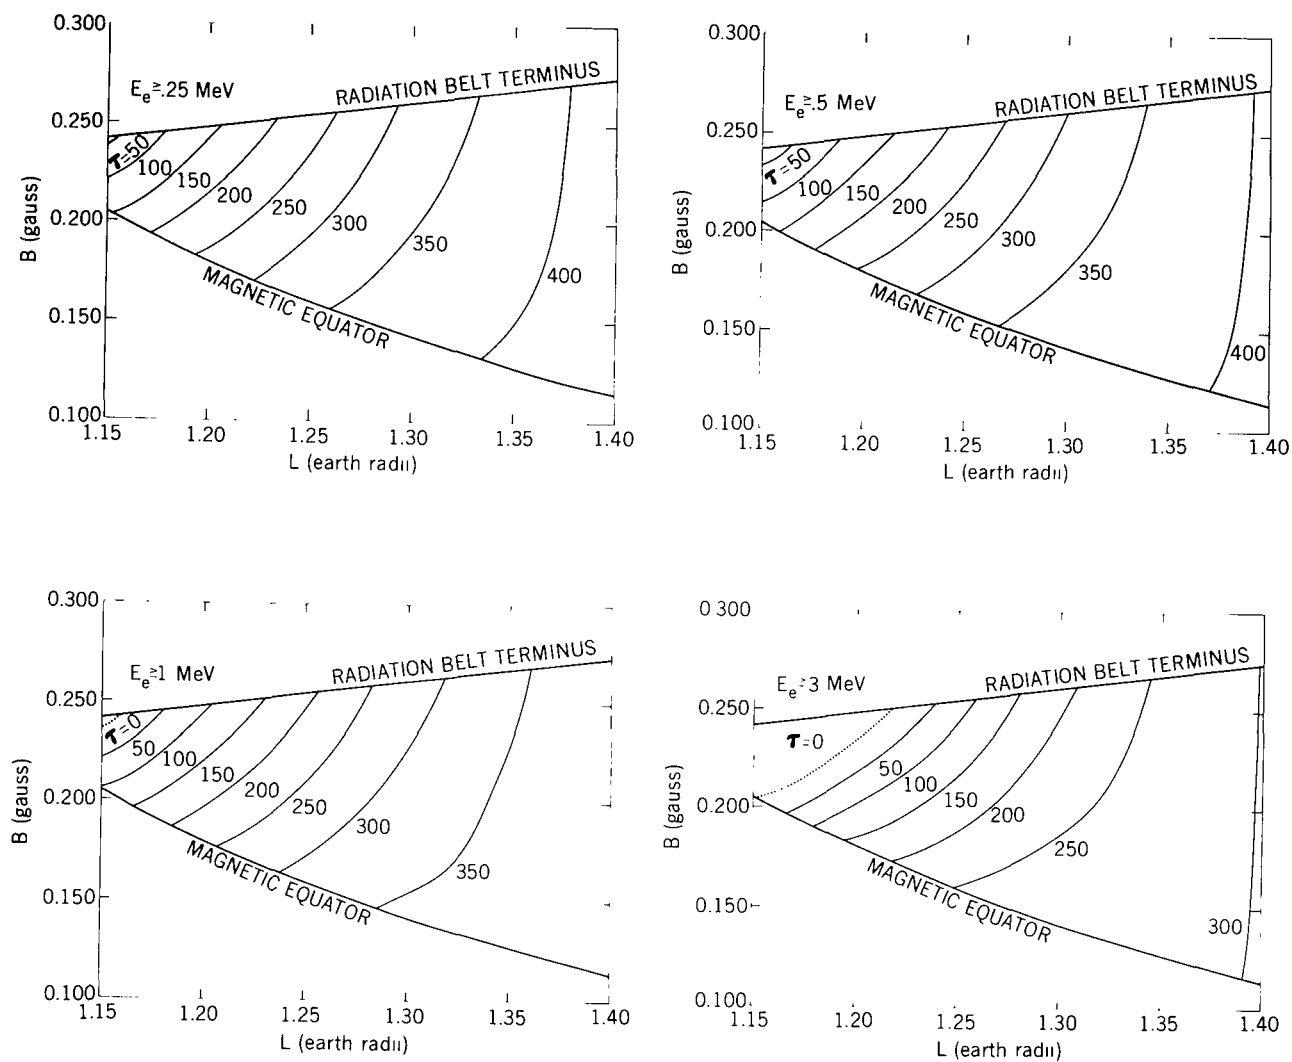 0.300
E_e ≥ .25 MeV
RADIATION BELT TERMINUS
0.250
τ=50
100
150
200
250
300
350
400
0.200
B (gauss)
MAGNETIC EQUATOR
0.150
0.100
1.15 1.20 1.25 1.30 1.35 1.40
L (earth radii)
0.300
E_e ≥ .5 MeV
RADIATION BELT TERMINUS
0.250
τ=50
100
150
200
250
300
350
400
0.200
B (gauss)
MAGNETIC EQUATOR
0.150
0.100
1.15 1.20 1.25 1.30 1.35 1.40
L (earth radii)
0.300
E_e ≥ 1 MeV
RADIATION BELT TERMINUS
0.250
τ=0
50
100
150
200
250
300
350
0.200
B (gauss)
MAGNETIC EQUATOR
0.150
0.100
1.15 1.20 1.25 1.30 1.35 1.40
L (earth radii)
0.300
E_e ≥ 3 MeV
RADIATION BELT TERMINUS
0.250
τ=0
50
100
150
200
250
300
0.200
B (gauss)
MAGNETIC EQUATOR
0.150
0.100
1.15 1.20 1.25 1.30 1.35 1.40
L (earth radii)